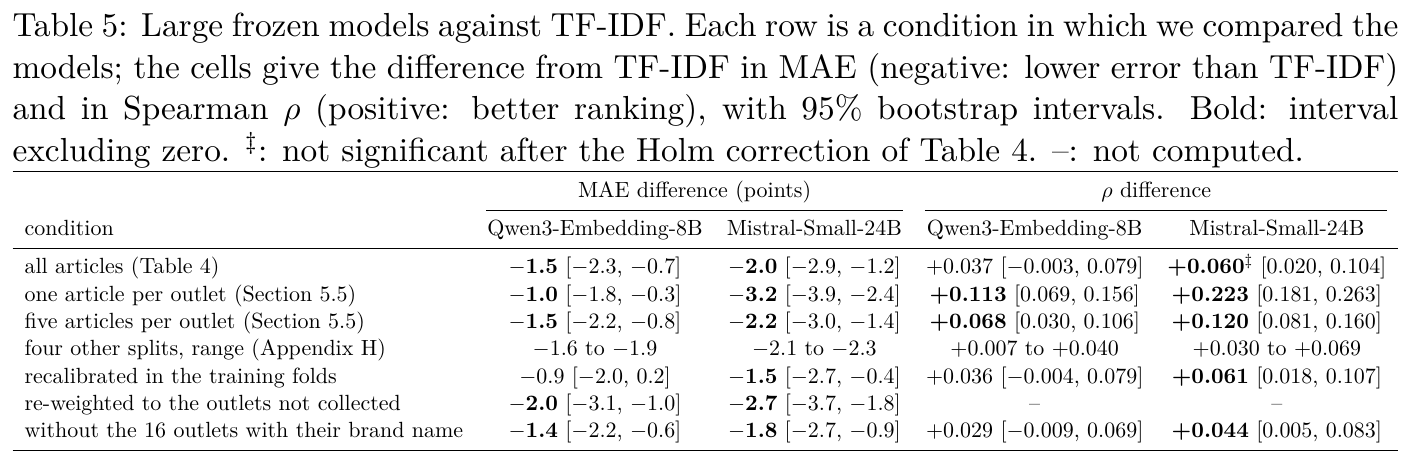 Table 5: Large frozen models against TF-IDF. Each row is a condition in which we compared the
models; the cells give the difference from TF-IDF in MAE (negative: lower error than TF-IDF)
and in Spearman ρ (positive: better ranking), with 95% bootstrap intervals. Bold: interval
excluding zero. ‡: not significant after the Holm correction of Table 4. –: not computed.
MAE difference (points) ρ difference
condition Qwen3-Embedding-8B Mistral-Small-24B Qwen3-Embedding-8B Mistral-Small-24B
all articles (Table 4) −1.5 [−2.3, −0.7] −2.0 [−2.9, −1.2] +0.037 [−0.003, 0.079] +0.060‡ [0.020, 0.104]
one article per outlet (Section 5.5) −1.0 [−1.8, −0.3] −3.2 [−3.9, −2.4] +0.113 [0.069, 0.156] +0.223 [0.181, 0.263]
five articles per outlet (Section 5.5) −1.5 [−2.2, −0.8] −2.2 [−3.0, −1.4] +0.068 [0.030, 0.106] +0.120 [0.081, 0.160]
four other splits, range (Appendix H) −1.6 to −1.9 −2.1 to −2.3 +0.007 to +0.040 +0.030 to +0.069
recalibrated in the training folds −0.9 [−2.0, 0.2] −1.5 [−2.7, −0.4] +0.036 [−0.004, 0.079] +0.061 [0.018, 0.107]
re-weighted to the outlets not collected −2.0 [−3.1, −1.0] −2.7 [−3.7, −1.8] – –
without the 16 outlets with their brand name −1.4 [−2.2, −0.6] −1.8 [−2.7, −0.9] +0.029 [−0.009, 0.069] +0.044 [0.005, 0.083]